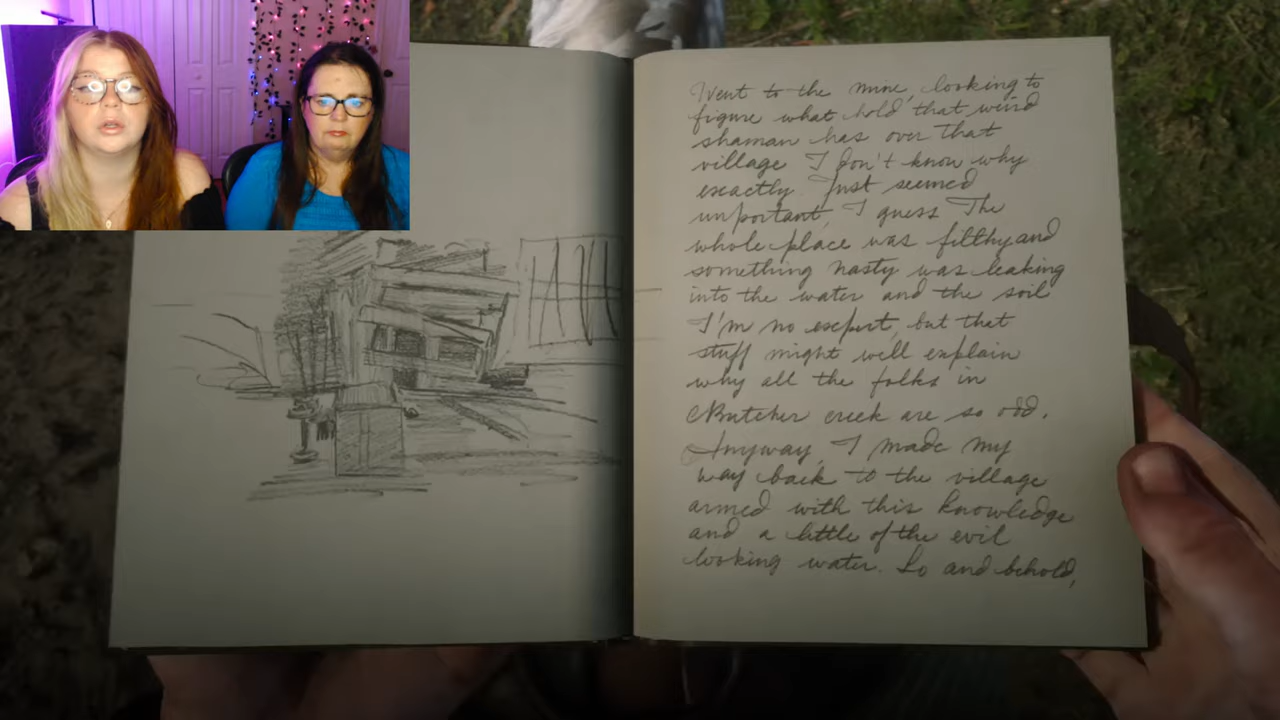 Went to the mine, looking to
figure what hold that weird
shaman has over that
village I don't know why
exactly Just seemed
important, I guess The
whole place was filthy and
something nasty was leaking
into the water and the soil
I'm no expert, but that
stuff might well explain
why all the folks in
Butcher creek are so odd.
Anyway, I made my
way back to the village
armed with this knowledge
and a little of the evil
looking water. Lo and behold,